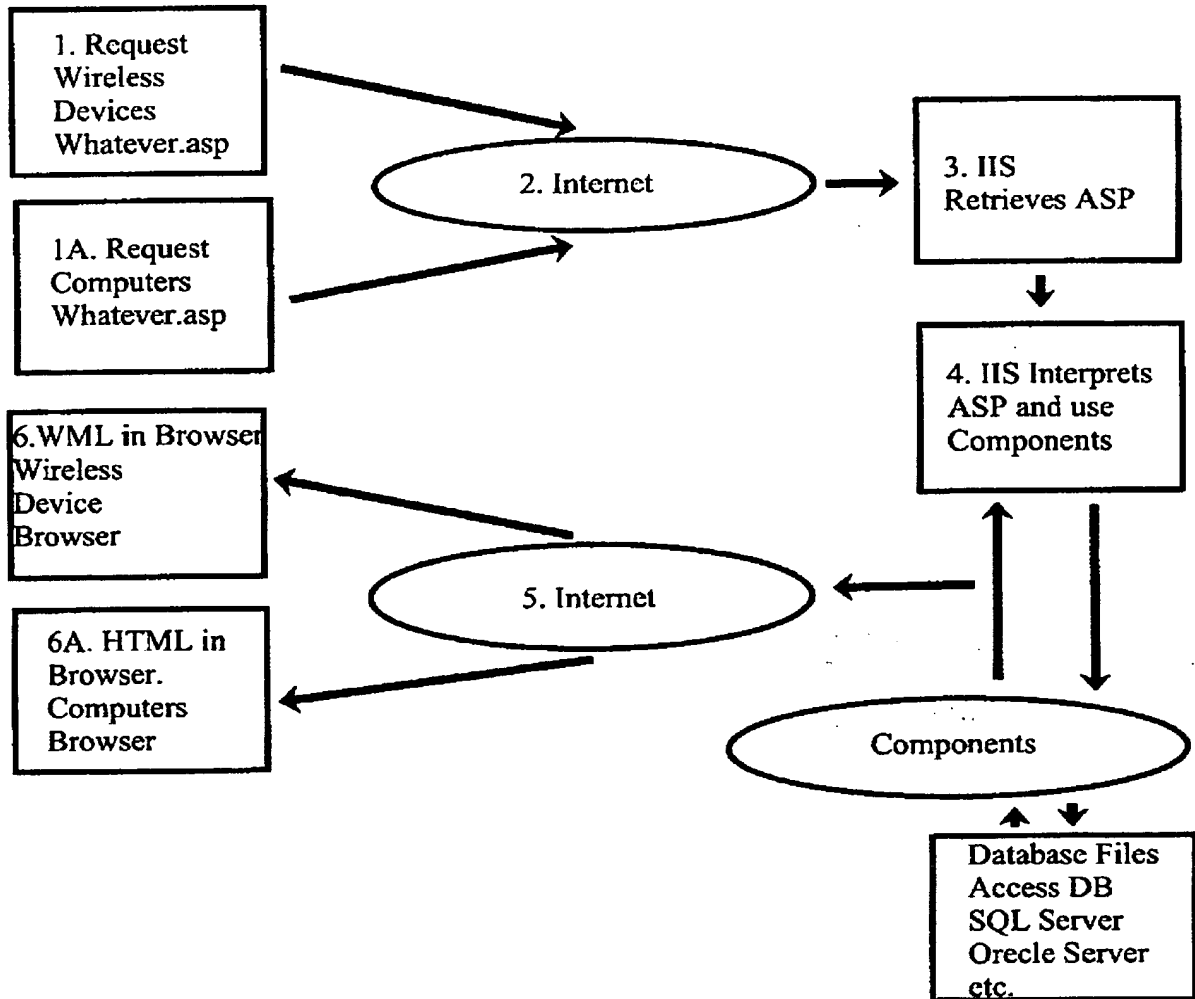 1. Request
Wireless
Devices
Whatever.asp
2. Internet
3. IIS
Retrieves ASP
1A. Request
Computers
Whatever.asp
4. IIS Interprets
ASP and use
Components
6.WML in Browser
Wireless
Device
Browser
5. Internet
6A. HTML in
Browser.
Computers
Browser
Components
Database Files
Access DB
SQL Server
Orecle Server
etc.